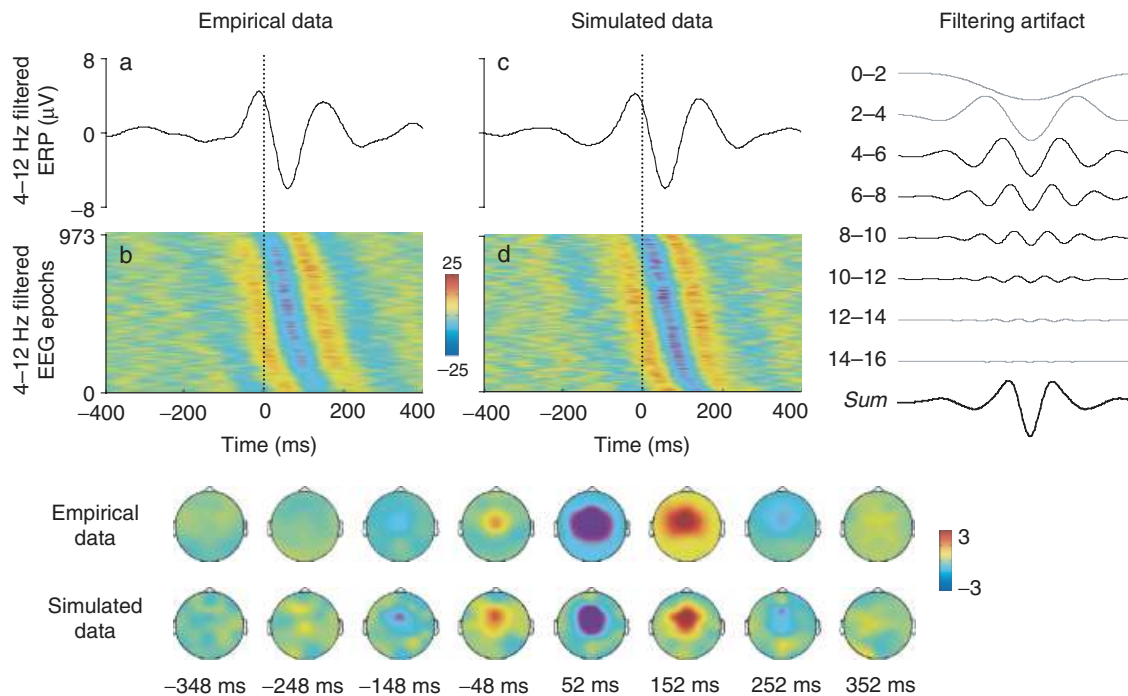 Empirical data
Simulated data
Filtering artifact
4–12 Hz filtered
ERP (μV)
8
0
−8
a
c
4–12 Hz filtered
EEG epochs
973
0
b
25
−25
d
−400
−200
0
200
400
Time (ms)
−400
−200
0
200
400
Time (ms)
0–2
2–4
4–6
6–8
8–10
10–12
12–14
14–16
Sum
Empirical
data
3
−3
Simulated
data
−348 ms
−248 ms
−148 ms
−48 ms
52 ms
152 ms
252 ms
352 ms